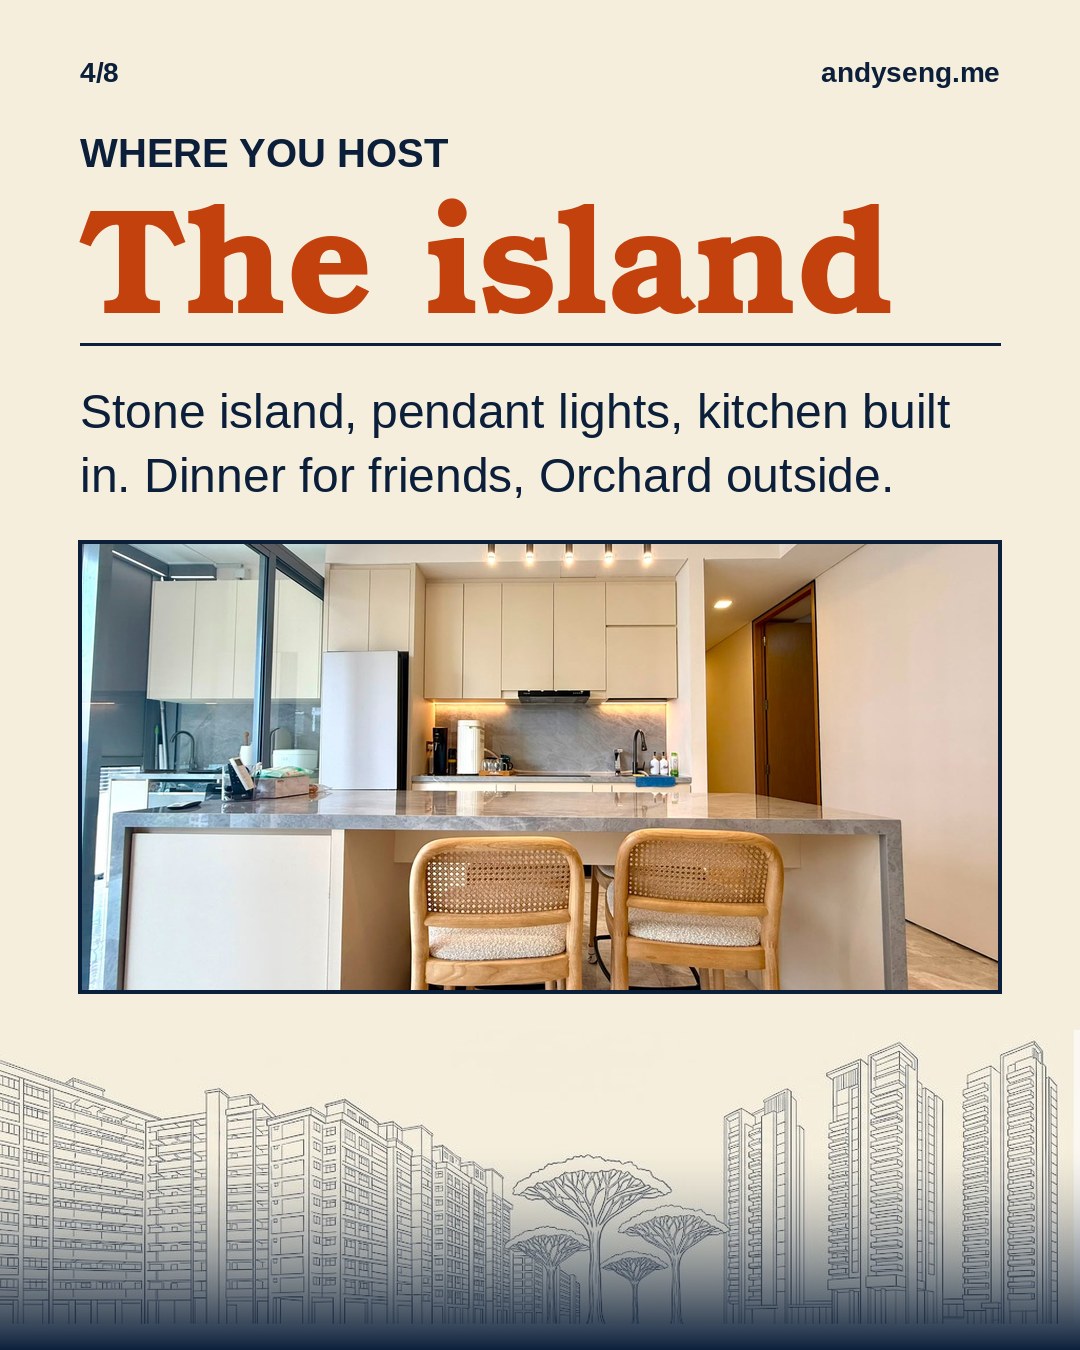 4/8
andyseng.me
WHERE YOU HOST
The island
Stone island, pendant lights, kitchen built
in. Dinner for friends, Orchard outside.